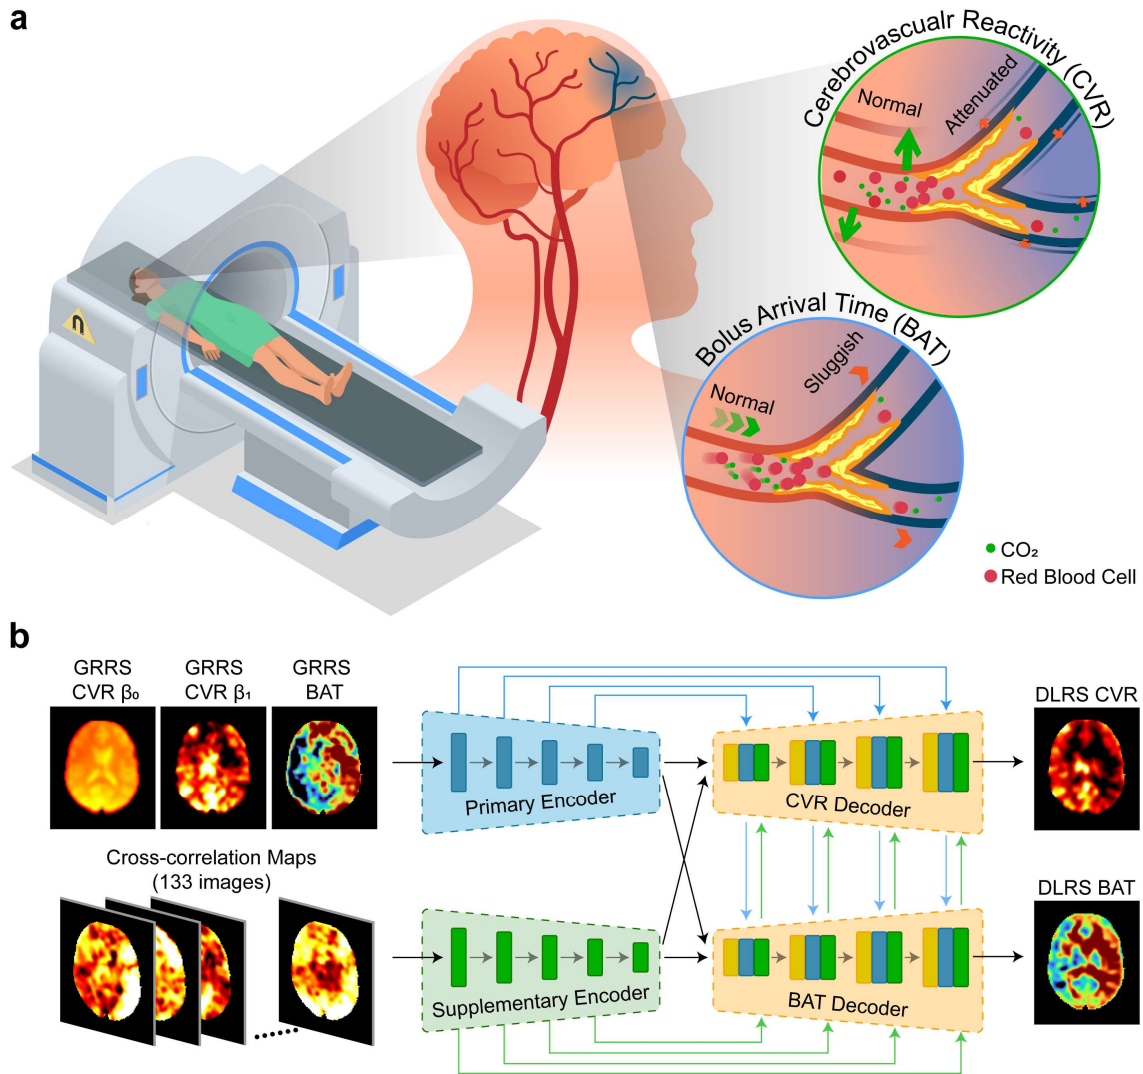 a
Cerebrovascualr Reactivity (CVR)
Normal
Attenuated
Bolus Arrival Time (BAT)
Normal
Sluggish
CO₂
Red Blood Cell
b
GRRS
CVR β₀
GRRS
CVR β₁
GRRS
BAT
DLRS CVR
Primary Encoder
CVR Decoder
Cross-correlation Maps
(133 images)
DLRS BAT
Supplementary Encoder
BAT Decoder